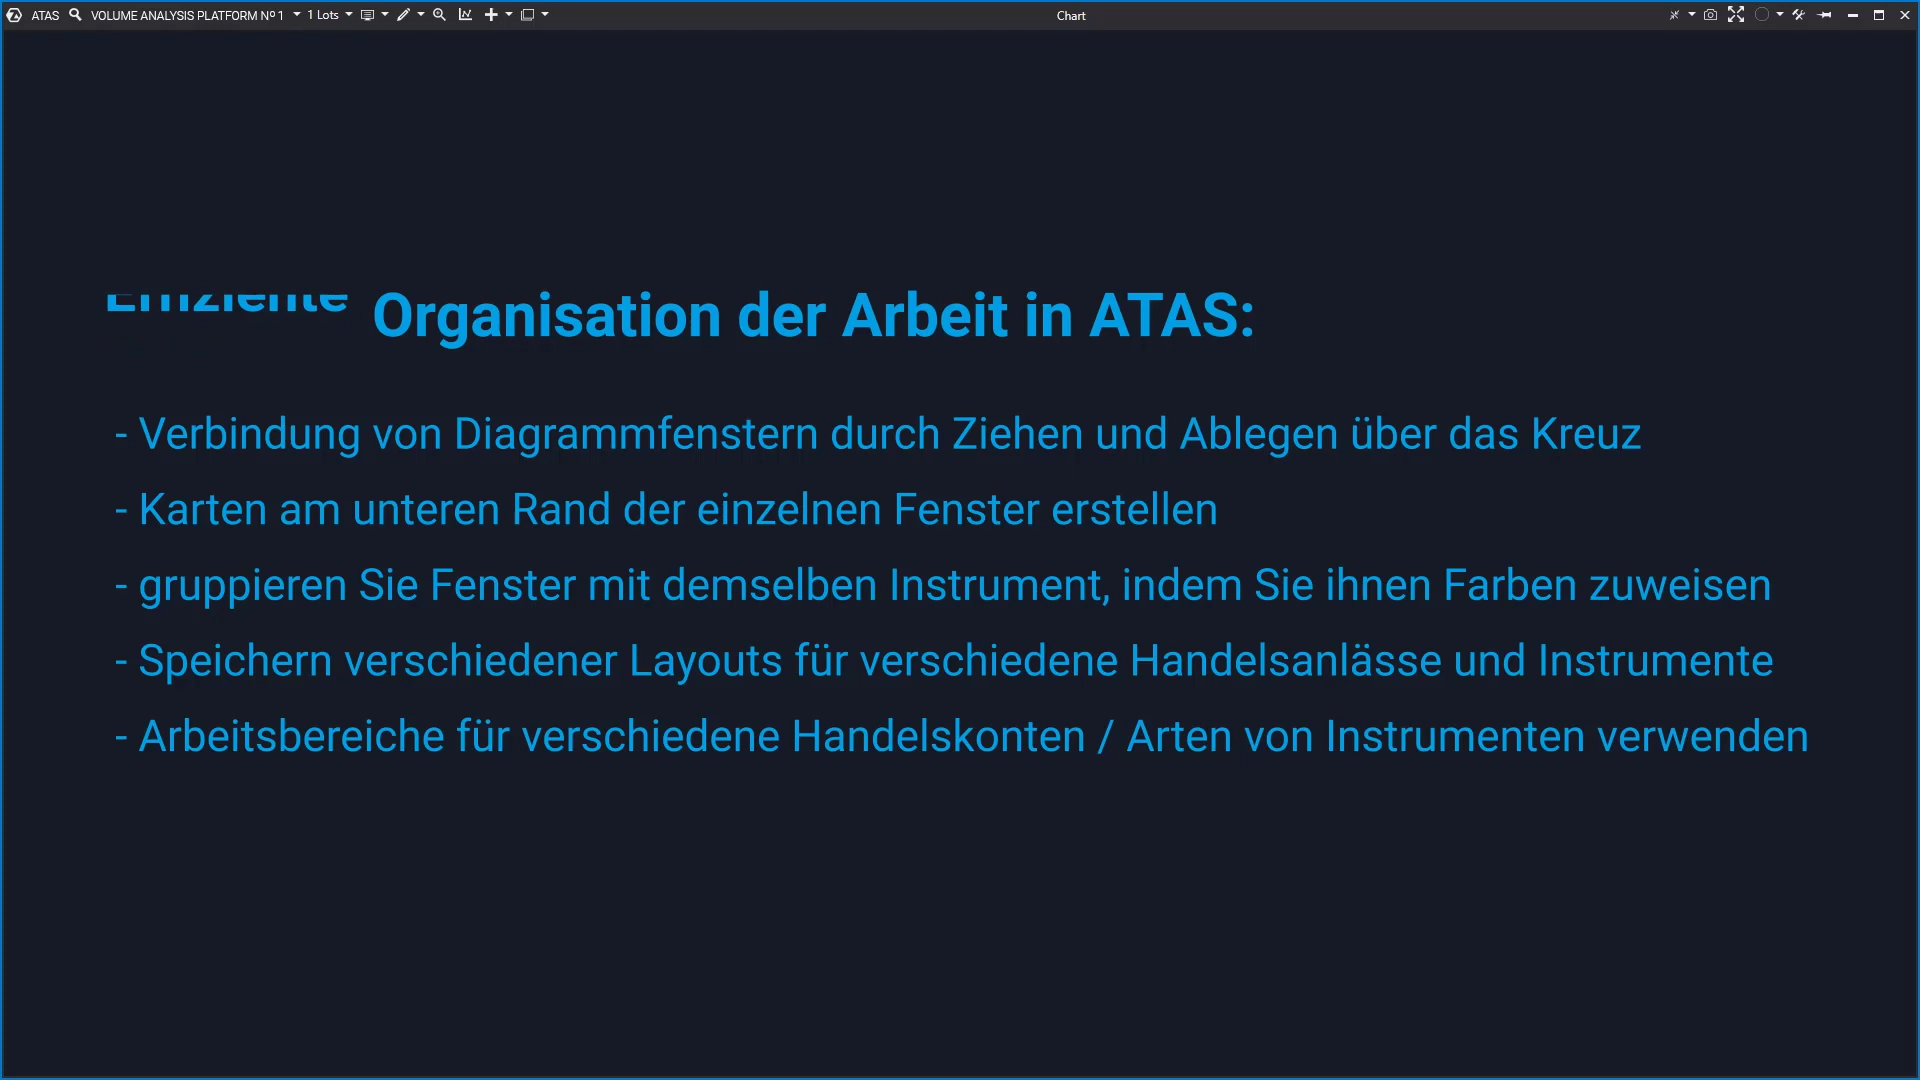 ATAS VOLUME ANALYSIS PLATFORM Nº1 1 Lots Chart
Effiziente Organisation der Arbeit in ATAS:
- Verbindung von Diagrammfenstern durch Ziehen und Ablegen über das Kreuz
- Karten am unteren Rand der einzelnen Fenster erstellen
- gruppieren Sie Fenster mit demselben Instrument, indem Sie ihnen Farben zuweisen
- Speichern verschiedener Layouts für verschiedene Handelsanlässe und Instrumente
- Arbeitsbereiche für verschiedene Handelskonten / Arten von Instrumenten verwenden